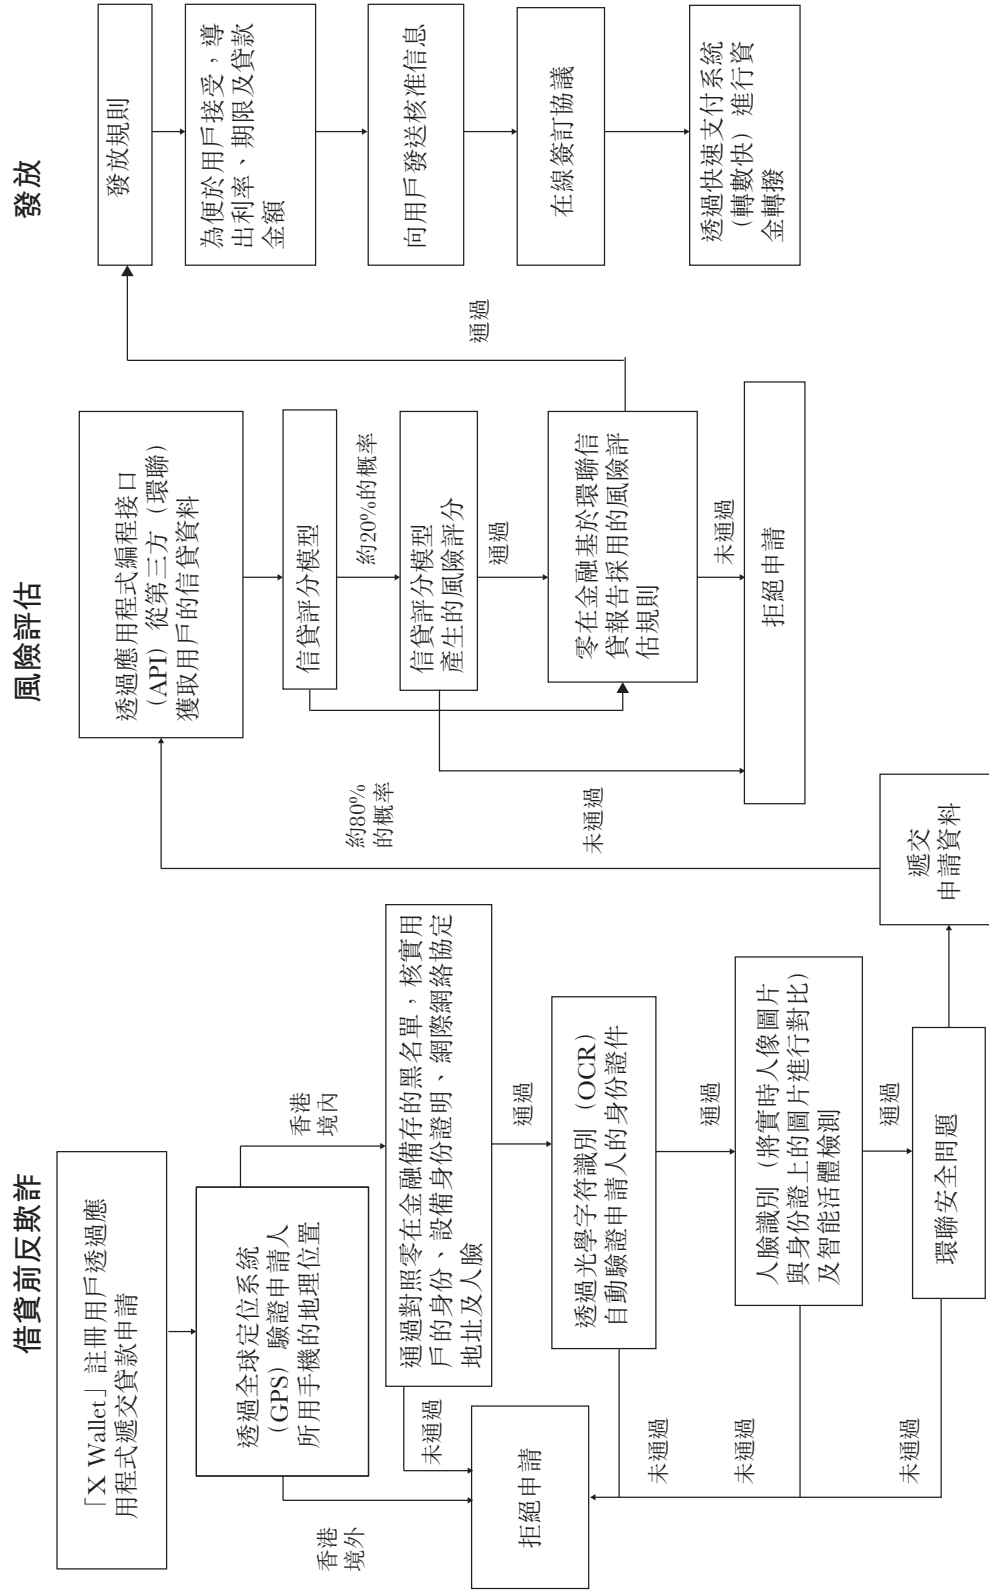 借貸前反欺詐
「X Wallet」註冊用戶透過應
用程式遞交貸款申請
透過全球定位系統
（GPS）驗證申請人
所用手機的地理位置
香港
境外
香港
境內
通過對照零在金融備存的黑名單，核實用
戶的身份、設備身份證明、網際網絡協定
地址及人臉
未通過
拒絕申請
通過
透過光學字符識別（OCR）
自動驗證申請人的身份證件
未通過
通過
人臉識別（將實時人像圖片
與身份證上的圖片進行對比）
及智能活體檢測
未通過
通過
環聯安全問題
未通過
遞交
申請資料
風險評估
透過應用程式編程接口
（API）從第三方（環聯）
獲取用戶的信貸資料
信貸評分模型
約80%
的概率
約20%的概率
信貸評分模型
產生的風險評分
未通過
通過
零在金融基於環聯信
貸報告採用的風險評
估規則
未通過
拒絕申請
通過
發放
發放規則
為便於用戶接受，導
出利率、期限及貸款
金額
向用戶發送核准信息
在線簽訂協議
透過快速支付系統
（轉數快）進行資
金轉撥